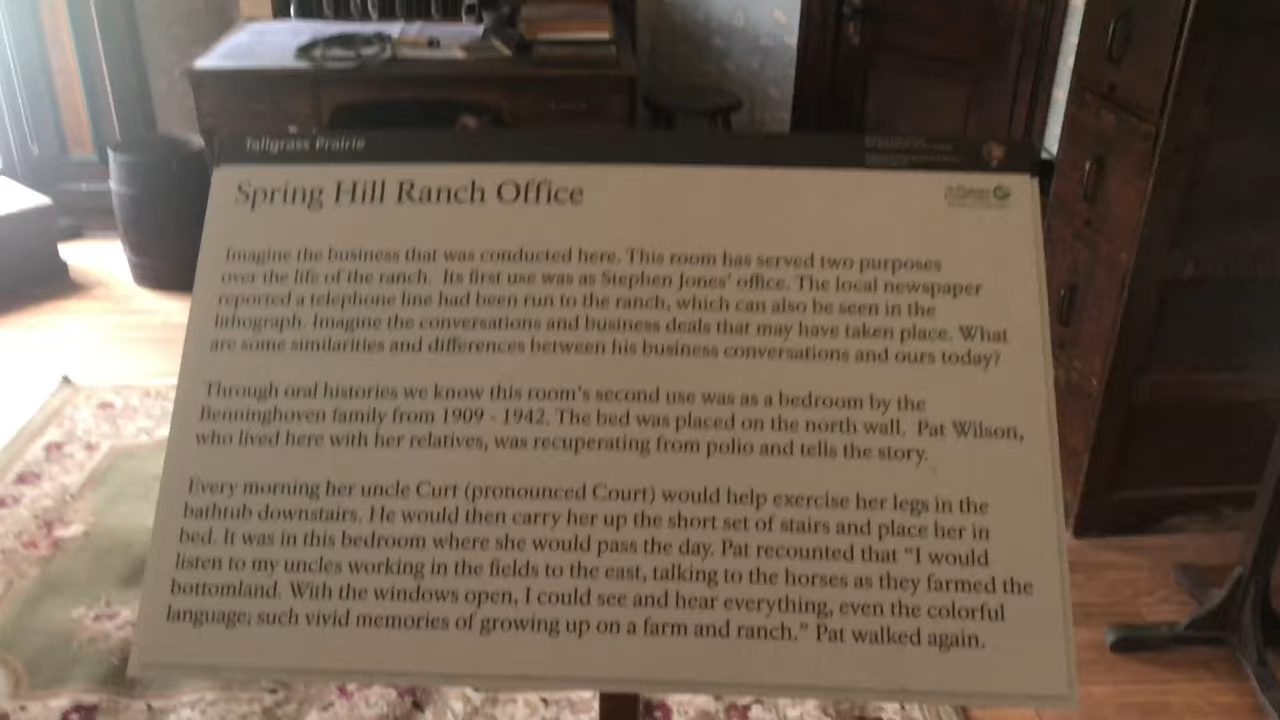 Tallgrass Prairie
Spring Hill Ranch Office
Imagine the business that was conducted here. This room has served two purposes
over the life of the ranch. Its first use was as Stephen Jones' office. The local newspaper
reported a telephone line had been run to the ranch, which can also be seen in the
lithograph. Imagine the conversations and business deals that may have taken place. What
are some similarities and differences between his business conversations and ours today?
Through oral histories we know this room's second use was as a bedroom by the
Benninghoven family from 1909 - 1942. The bed was placed on the north wall. Pat Wilson,
who lived here with her relatives, was recuperating from polio and tells the story.
Every morning her uncle Curt (pronounced Court) would help exercise her legs in the
bathtub downstairs. He would then carry her up the short set of stairs and place her in
bed. It was in this bedroom where she would pass the day. Pat recounted that “I would
listen to my uncles working in the fields to the east, talking to the horses as they farmed the
bottomland. With the windows open, I could see and hear everything, even the colorful
language; such vivid memories of growing up on a farm and ranch.” Pat walked again.